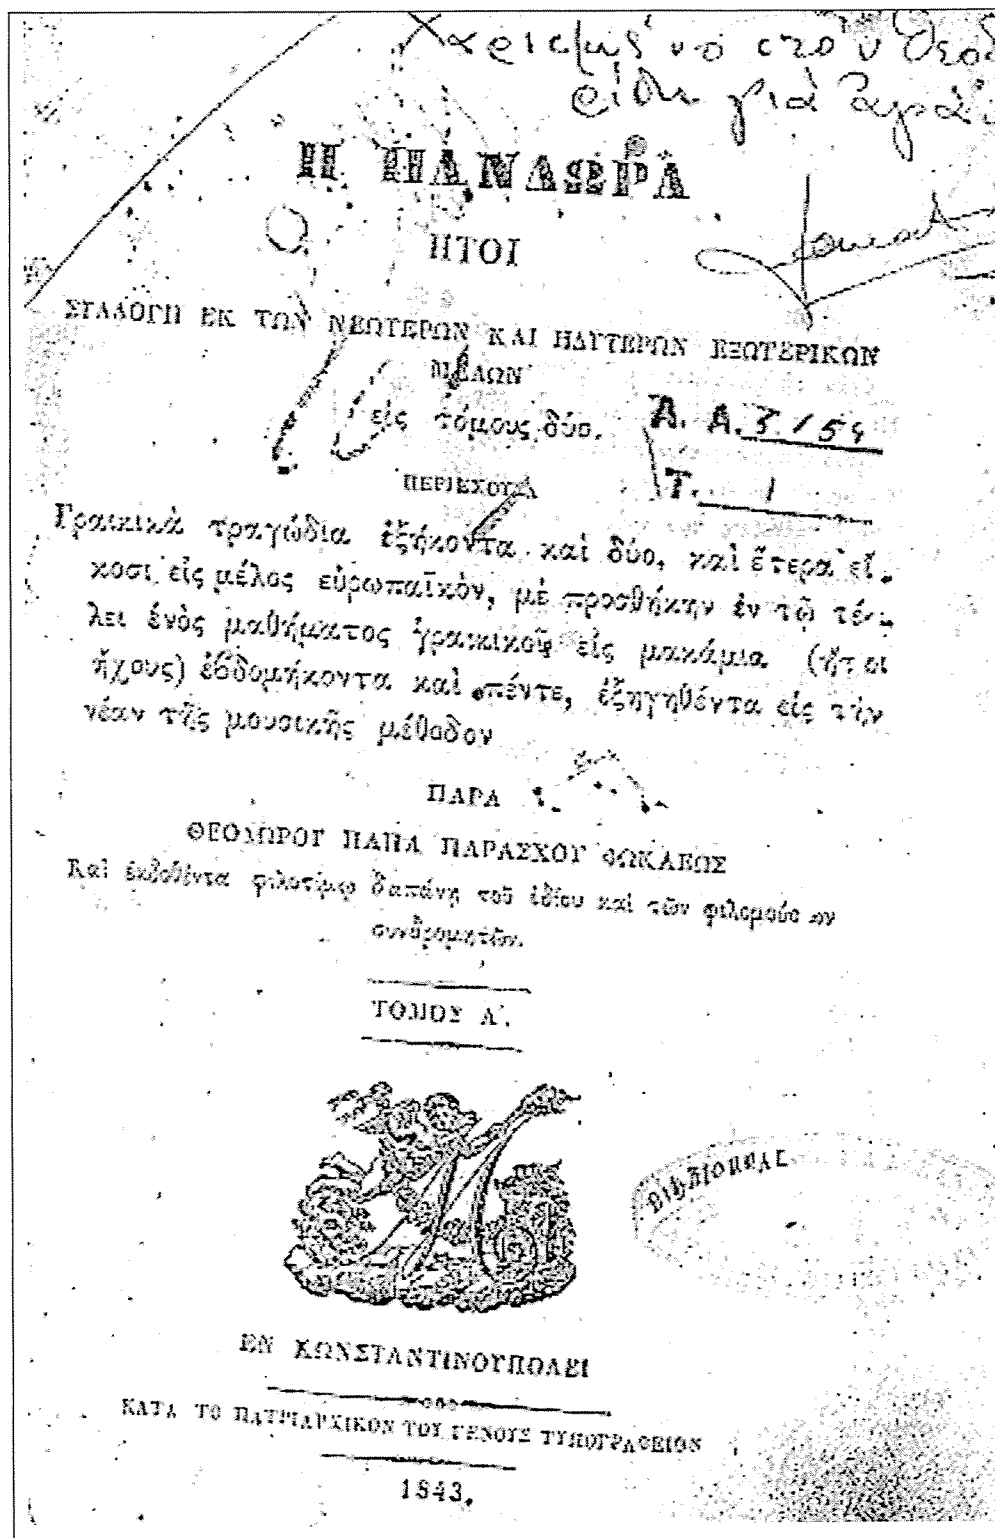 Η ΠΑΝΔΩΡΑ
ΗΤΟΙ
ΣΥΛΛΟΓΗ ΕΚ ΤΩΝ ΝΕΩΤΕΡΩΝ ΚΑΙ ΗΔΥΤΕΡΩΝ ΕΞΩΤΕΡΙΚΩΝ
ΜΕΛΩΝ
εἰς τόμους δύο.
Α. Α. 3154
Τ. 1
ΠΕΡΙΕΧΟΥΣΑ
Γραικικὰ τραγώδια ἑξήκοντα καὶ δύο, καὶ ἕτερα εἴ-
κοσι εἰς μέλος εὐρωπαϊκὸν, μὲ προσθήκην ἐν τῷ τέ-
λει ἑνὸς μαθήματος γραικικοῦ εἰς μακάμια (ἤτοι
ἤχους) ἑβδομήκοντα καὶ πέντε, ἐξηγηθέντα εἰς τὴν
νέαν τῆς μουσικῆς μέθοδον
ΠΑΡΑ
ΘΕΟΔΩΡΟΥ ΠΑΠΑ ΠΑΡΑΣΧΟΥ ΦΩΚΑΕΩΣ
Καὶ ἐκδοθέντα φιλοτίμῳ δαπάνῃ τοῦ ἰδίου καὶ τῶν φιλομούσων
συνδρομητῶν.
ΤΟΜΟΣ Α΄.
ΕΝ ΚΩΝΣΤΑΝΤΙΝΟΥΠΟΛΕΙ
ΚΑΤΑ ΤΟ ΠΑΤΡΙΑΡΧΙΚΟΝ ΤΟΥ ΓΕΝΟΥΣ ΤΥΠΟΓΡΑΦΕΙΟΝ
1843.